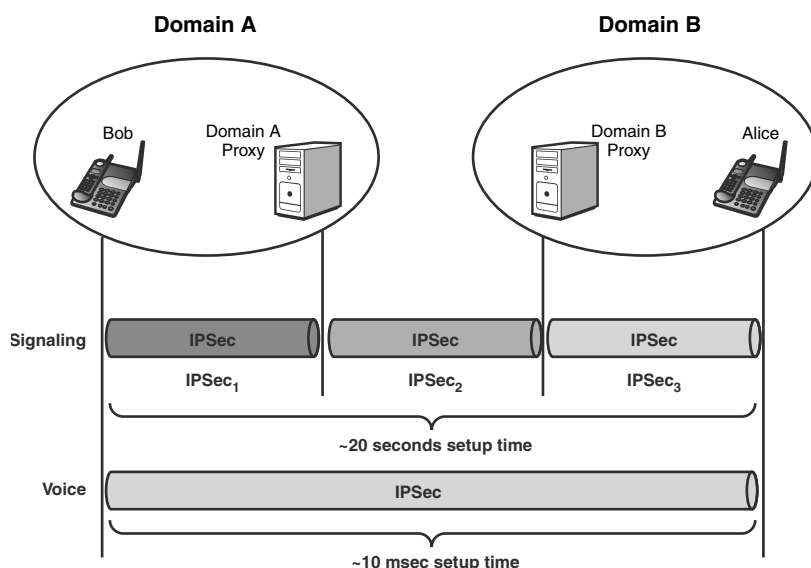 Domain A
Domain B
Bob
Domain A
Proxy
Domain B
Proxy
Alice
Signaling
IPSec
IPSec
IPSec
IPSec1
IPSec2
IPSec3
~20 seconds setup time
Voice
IPSec
~10 msec setup time